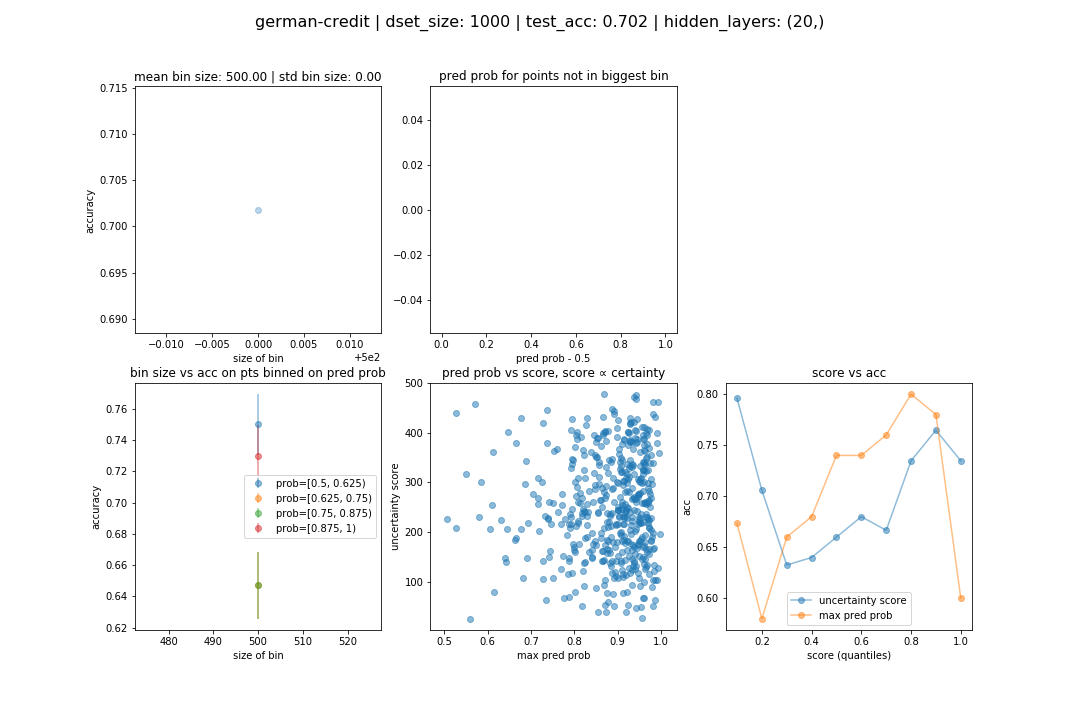 german-credit | dset_size: 1000 | test_acc: 0.702 | hidden_layers: (20,)
mean bin size: 500.00 | std bin size: 0.00
0.715
0.710
0.705
0.700
0.695
0.690
accuracy
−0.010 −0.005 0.000 0.005 0.010
+5e2
size of bin
pred prob for points not in biggest bin
0.04
0.02
0.00
−0.02
−0.04
0.0 0.2 0.4 0.6 0.8 1.0
pred prob - 0.5
bin size vs acc on pts binned on pred prob
0.76
0.74
0.72
0.70
0.68
0.66
0.64
0.62
accuracy
prob=[0.5, 0.625)
prob=[0.625, 0.75)
prob=[0.75, 0.875)
prob=[0.875, 1)
480 490 500 510 520
size of bin
pred prob vs score, score ∝ certainty
500
400
300
200
100
uncertainty score
0.5 0.6 0.7 0.8 0.9 1.0
max pred prob
score vs acc
0.80
0.75
0.70
0.65
0.60
acc
uncertainty score
max pred prob
0.2 0.4 0.6 0.8 1.0
score (quantiles)